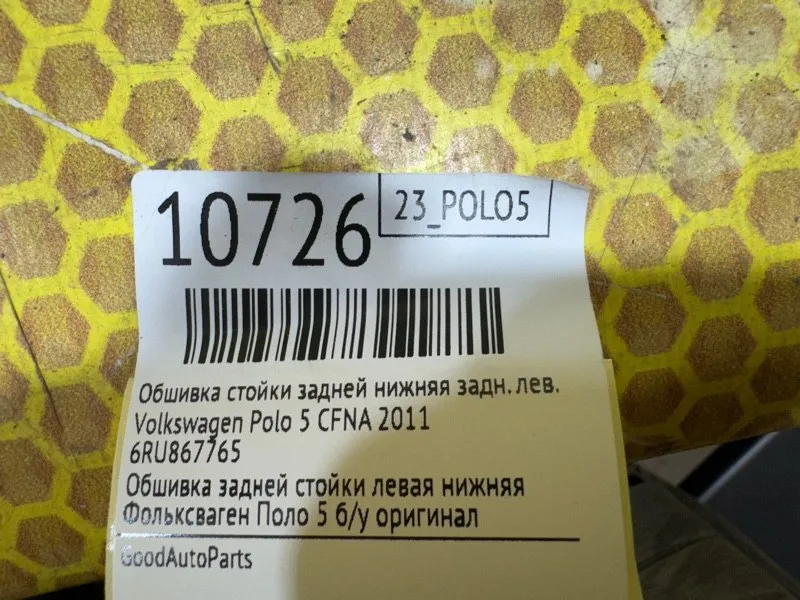 10726
23_POLO5
Обшивка стойки задней нижняя задн. лев.
Volkswagen Polo 5 CFNA 2011
6RU867765
Обшивка задней стойки левая нижняя
Фольксваген Поло 5 б/у оригинал
GoodAutoParts